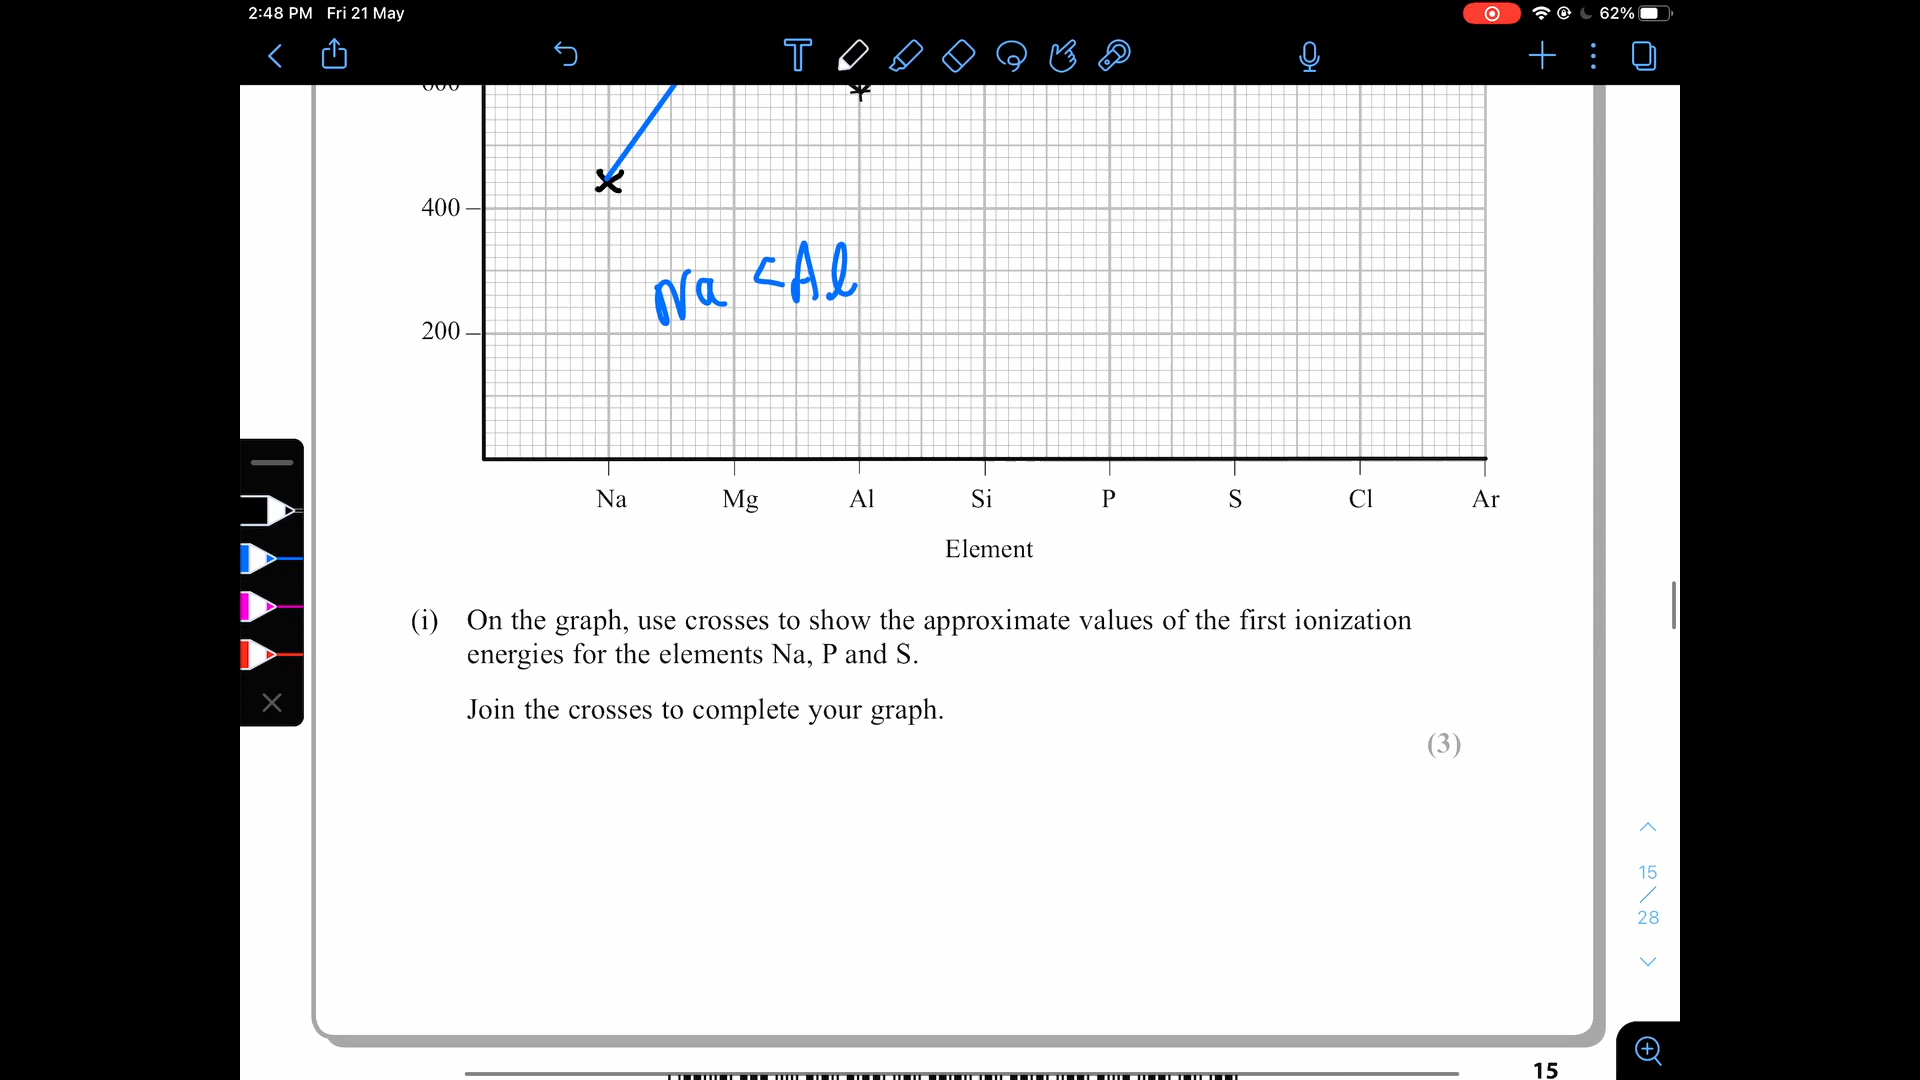 2:48 PM Fri 21 May
62%
600
400
Na < Al
200
Na Mg Al Si P S Cl Ar
Element
(i) On the graph, use crosses to show the approximate values of the first ionization
energies for the elements Na, P and S.
Join the crosses to complete your graph.
(3)
15
/
28
15